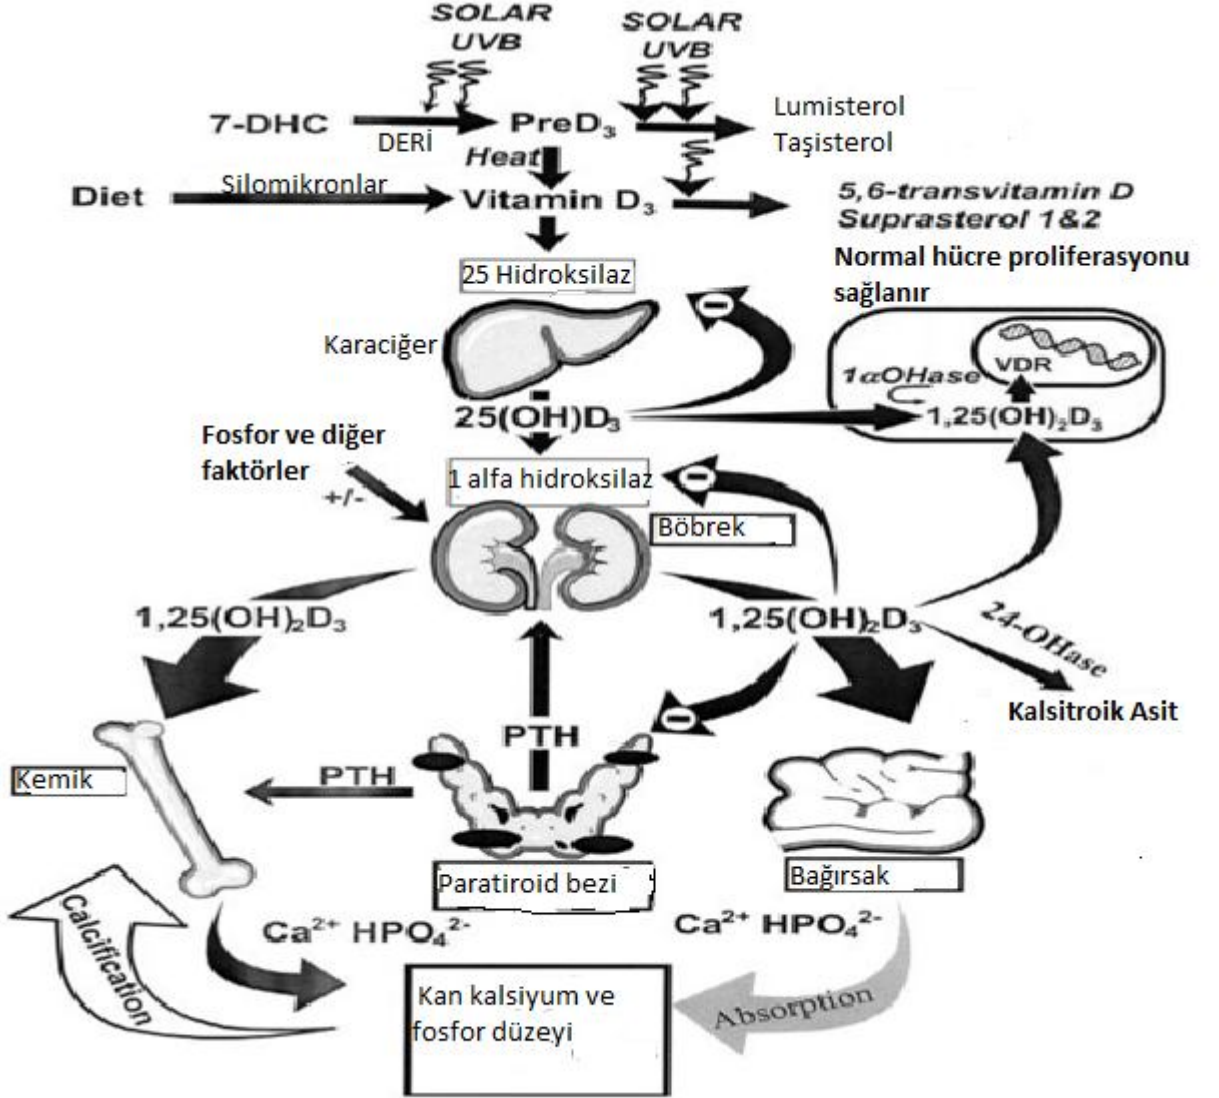 SOLAR
UVB
SOLAR
UVB
7-DHC
DERİ
PreD3
Lumisterol
Taşisterol
Heat
Diet
Silomikronlar
Vitamin D3
5,6-transvitamin D
Suprasterol 1&2
25 Hidroksilaz
Normal hücre proliferasyonu
sağlanır
Karaciğer
VDR
1αOHase
25(OH)D3
1,25(OH)2D3
Fosfor ve diğer
faktörler
+/-
1 alfa hidroksilaz
Böbrek
1,25(OH)2D3
1,25(OH)2D3
24-OHase
Kalsitroik Asit
PTH
Kemik
PTH
Paratiroid bezi
Bağırsak
Calcification
Ca2+ HPO42-
Ca2+ HPO42-
Kan kalsiyum ve
fosfor düzeyi
Absorption